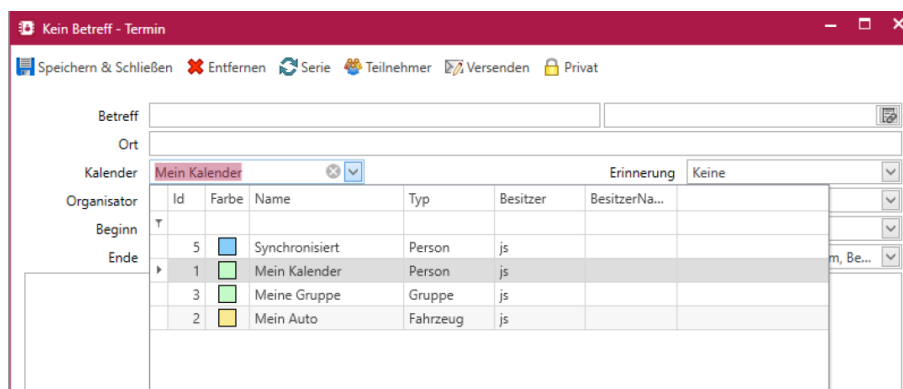 Kein Betreff - Termin
Speichern & Schließen Entfernen Serie Teilnehmer Versenden Privat
Betreff
Ort
Kalender Mein Kalender Erinnerung Keine
Organisator
Beginn
Ende m, Be...
Id Farbe Name Typ Besitzer BesitzerNa...
5 Synchronisiert Person js
1 Mein Kalender Person js
3 Meine Gruppe Gruppe js
2 Mein Auto Fahrzeug js